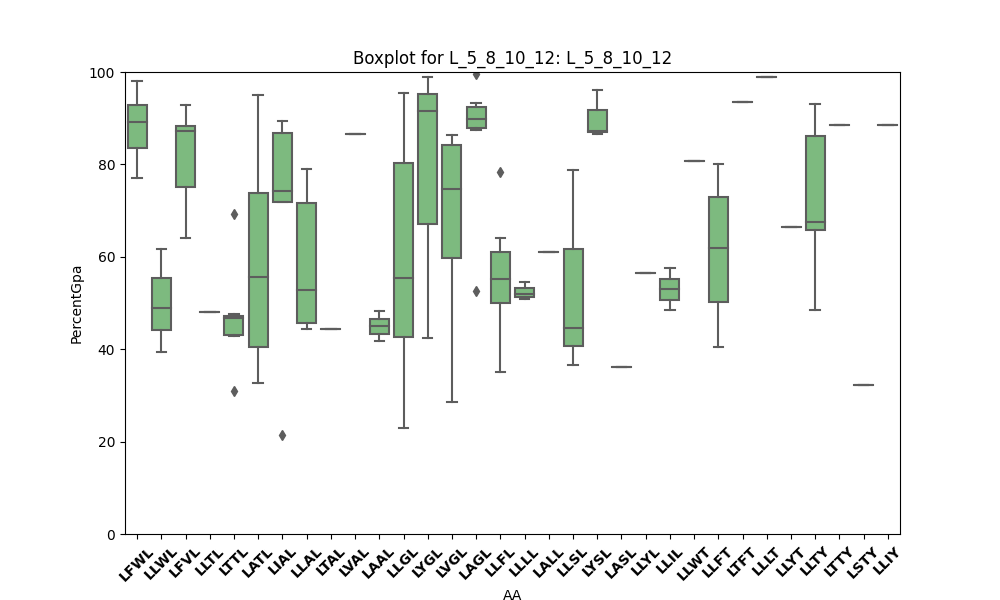 Boxplot for L_5_8_10_12: L_5_8_10_12
100
80
60
40
20
0
PercentGpa
LFWL LLWL LFVL LLTL LTTL LATL LIAL LLAL LTAL LVAL LAAL LLGL LYGL LVGL LAGL LLFL LLLL LALL LLSL LYSL LASL LLYL LLIL LLWT LLFT LTFT LLLT LLYT LLTY LTTY LSTY LLIY
AA